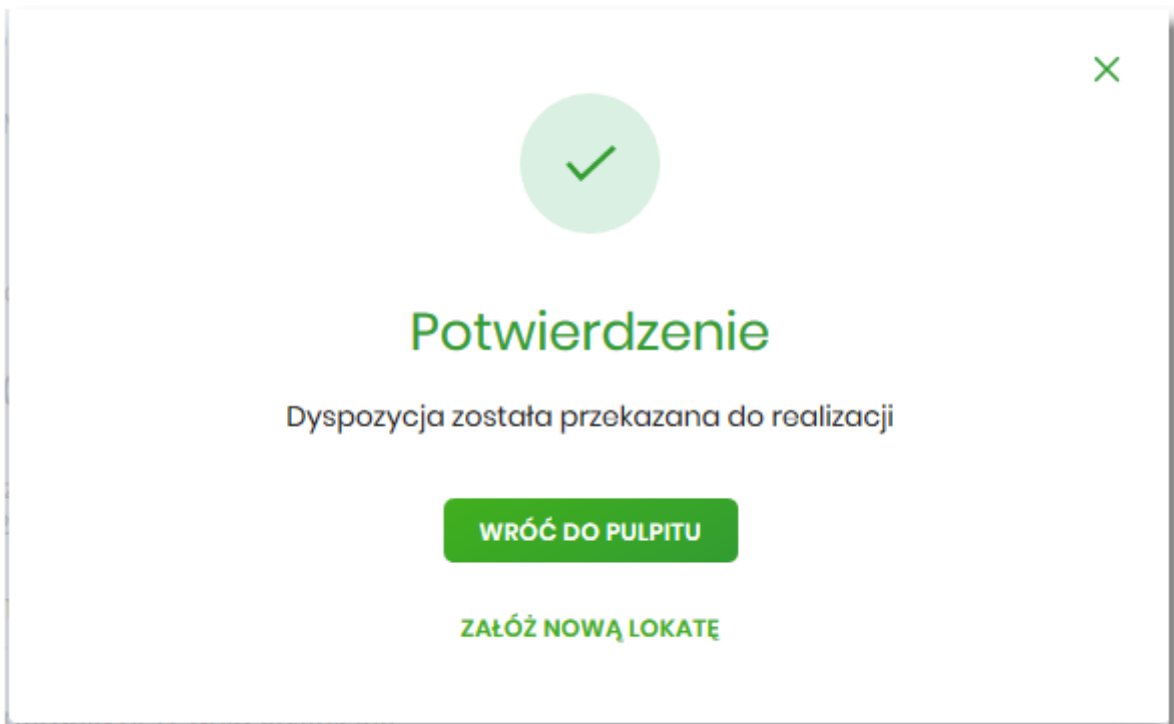 Potwierdzenie
Dyspozycja została przekazana do realizacji
WRÓĆ DO PULPITU
ZAŁÓŻ NOWĄ LOKATĘ